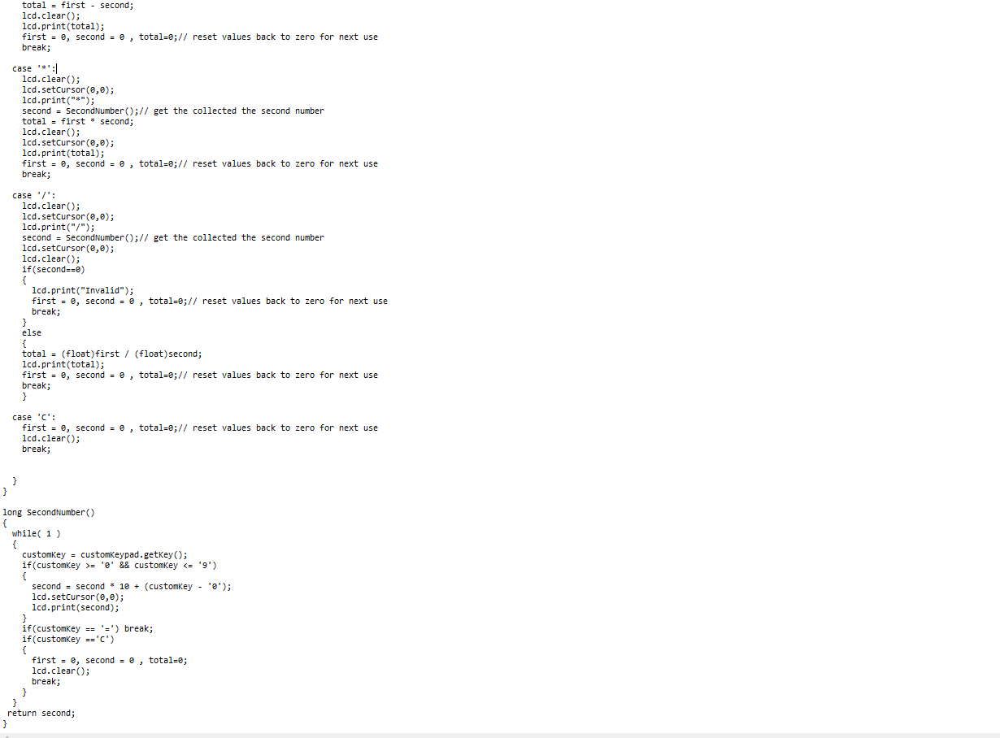 total = first - second;
lcd.clear();
lcd.print(total);
first = 0, second = 0 , total=0;// reset values back to zero for next use
break;
case '*':
lcd.clear();
lcd.setCursor(0,0);
lcd.print("*");
second = SecondNumber();// get the collected the second number
total = first * second;
lcd.clear();
lcd.setCursor(0,0);
lcd.print(total);
first = 0, second = 0 , total=0;// reset values back to zero for next use
break;
case '/':
lcd.clear();
lcd.setCursor(0,0);
lcd.print("/");
second = SecondNumber();// get the collected the second number
lcd.setCursor(0,0);
lcd.clear();
if(second==0)
{
lcd.print("Invalid");
first = 0, second = 0 , total=0;// reset values back to zero for next use
break;
}
else
{
total = (float)first / (float)second;
lcd.print(total);
first = 0, second = 0 , total=0;// reset values back to zero for next use
break;
}
case 'C':
first = 0, second = 0 , total=0;// reset values back to zero for next use
lcd.clear();
break;
}
}
long SecondNumber()
{
while( 1 )
{
customKey = customKeypad.getKey();
if(customKey >= '0' && customKey <= '9')
{
second = second * 10 + (customKey - '0');
lcd.setCursor(0,0);
lcd.print(second);
}
if(customKey == '=') break;
if(customKey =='C')
{
first = 0, second = 0 , total=0;
lcd.clear();
break;
}
}
return second;
}